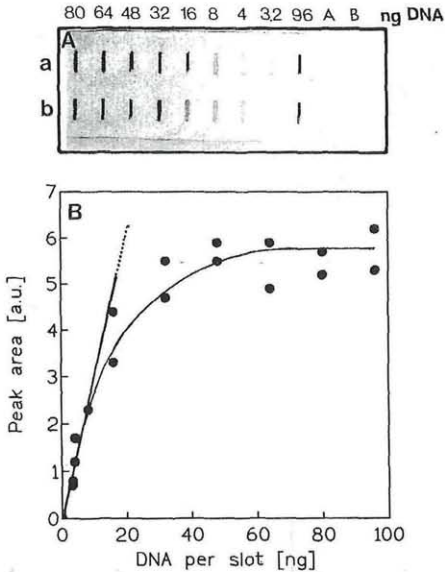 80 64 48 32 16 8 4 3,2 96 A B ng DNA
A
a
b
7
B
6
5
4
3
2
1
0
Peak area [a.u.]
0 20 40 60 80 100
DNA per slot [ng]